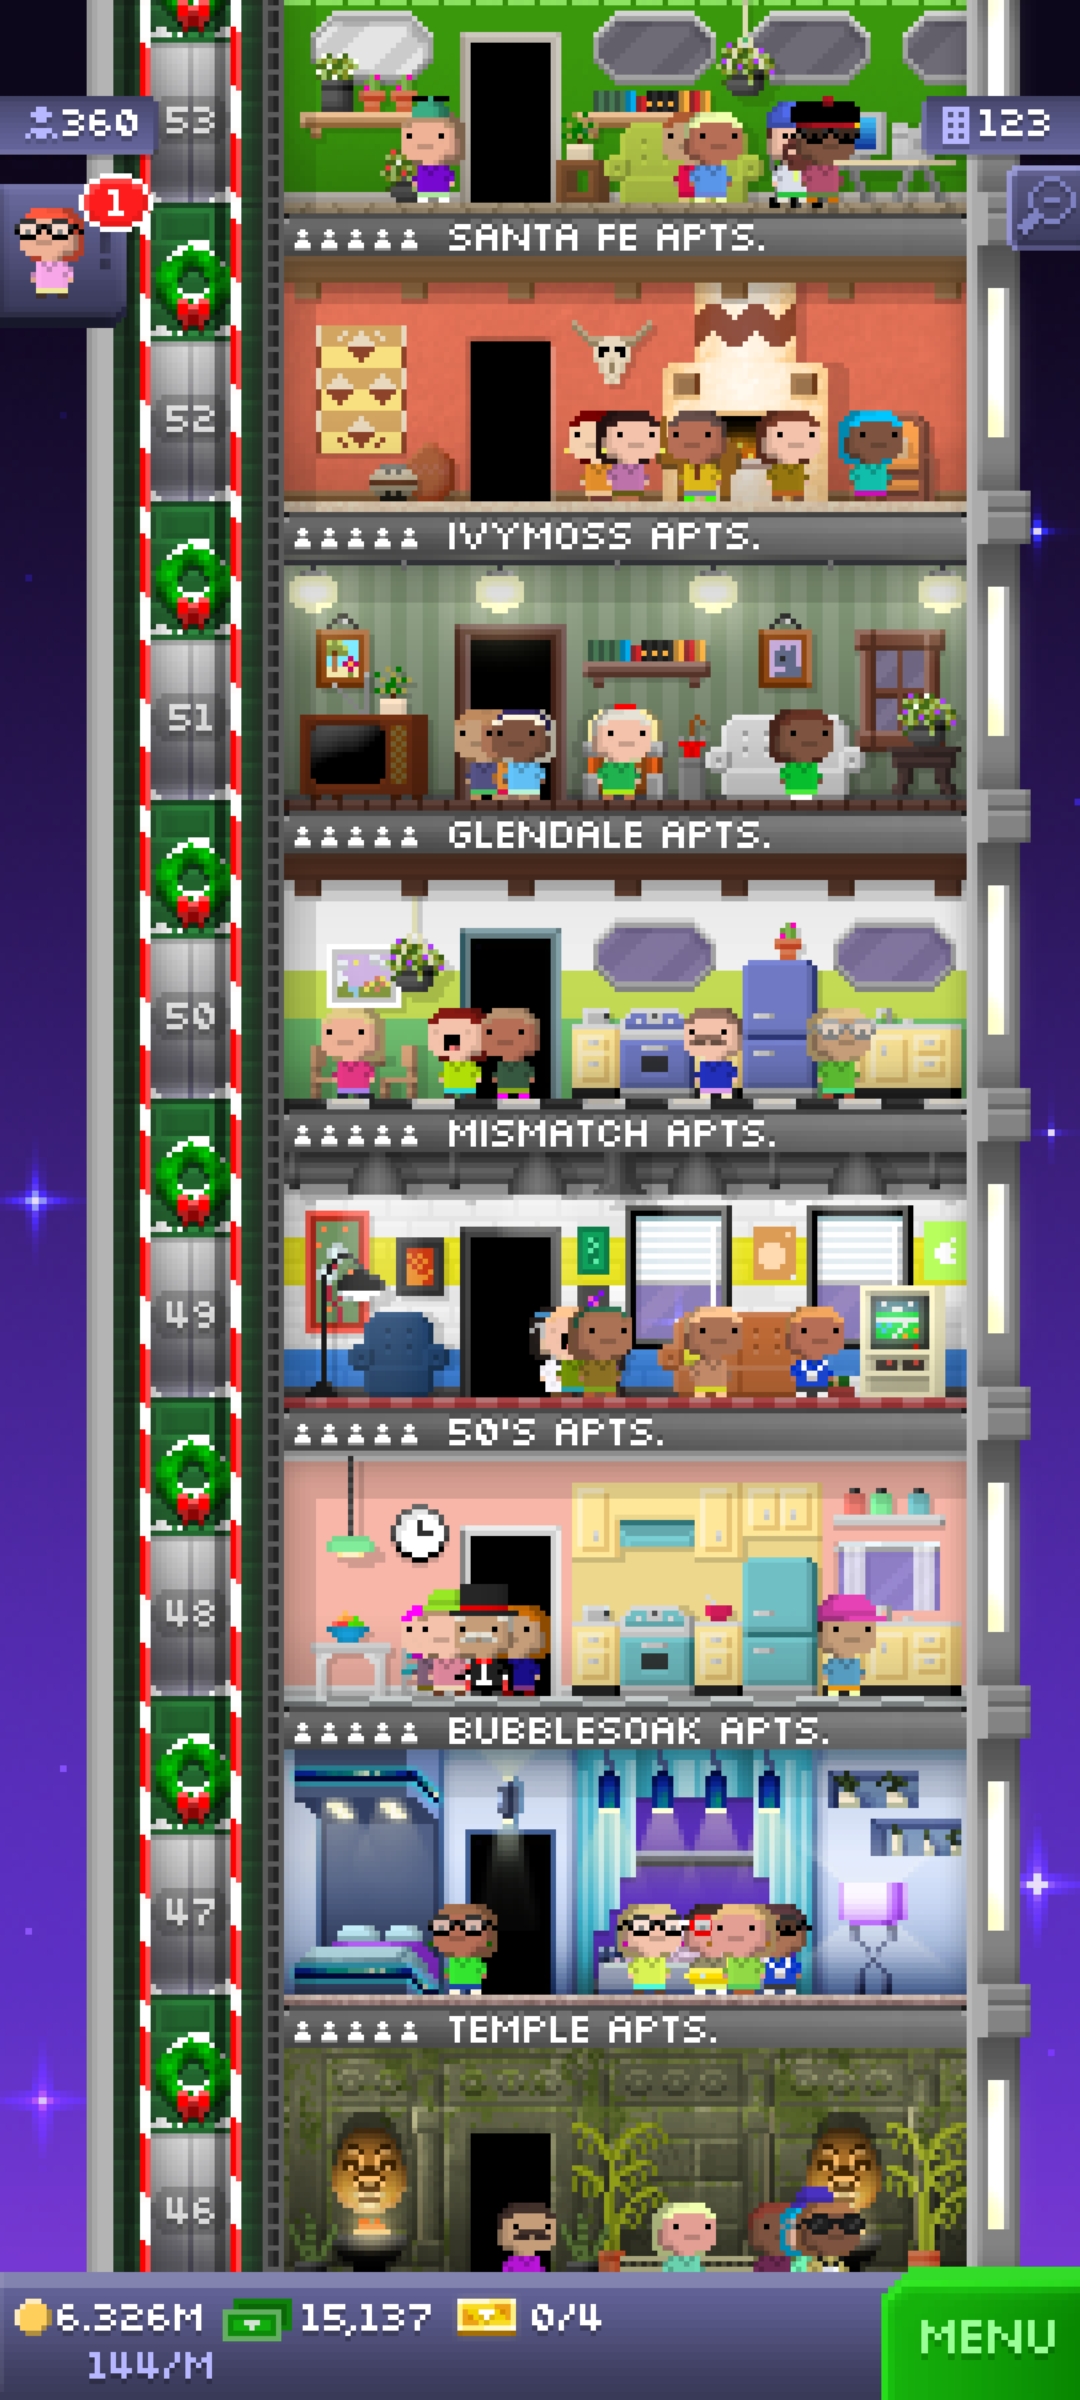 53
360
123
1
SANTA FE APTS.
52
IVYMOSS APTS.
51
GLENDALE APTS.
50
MISMATCH APTS.
49
50'S APTS.
48
BUBBLESOAK APTS.
47
TEMPLE APTS.
46
6.326M 15,137 0/4
144/M
MENU